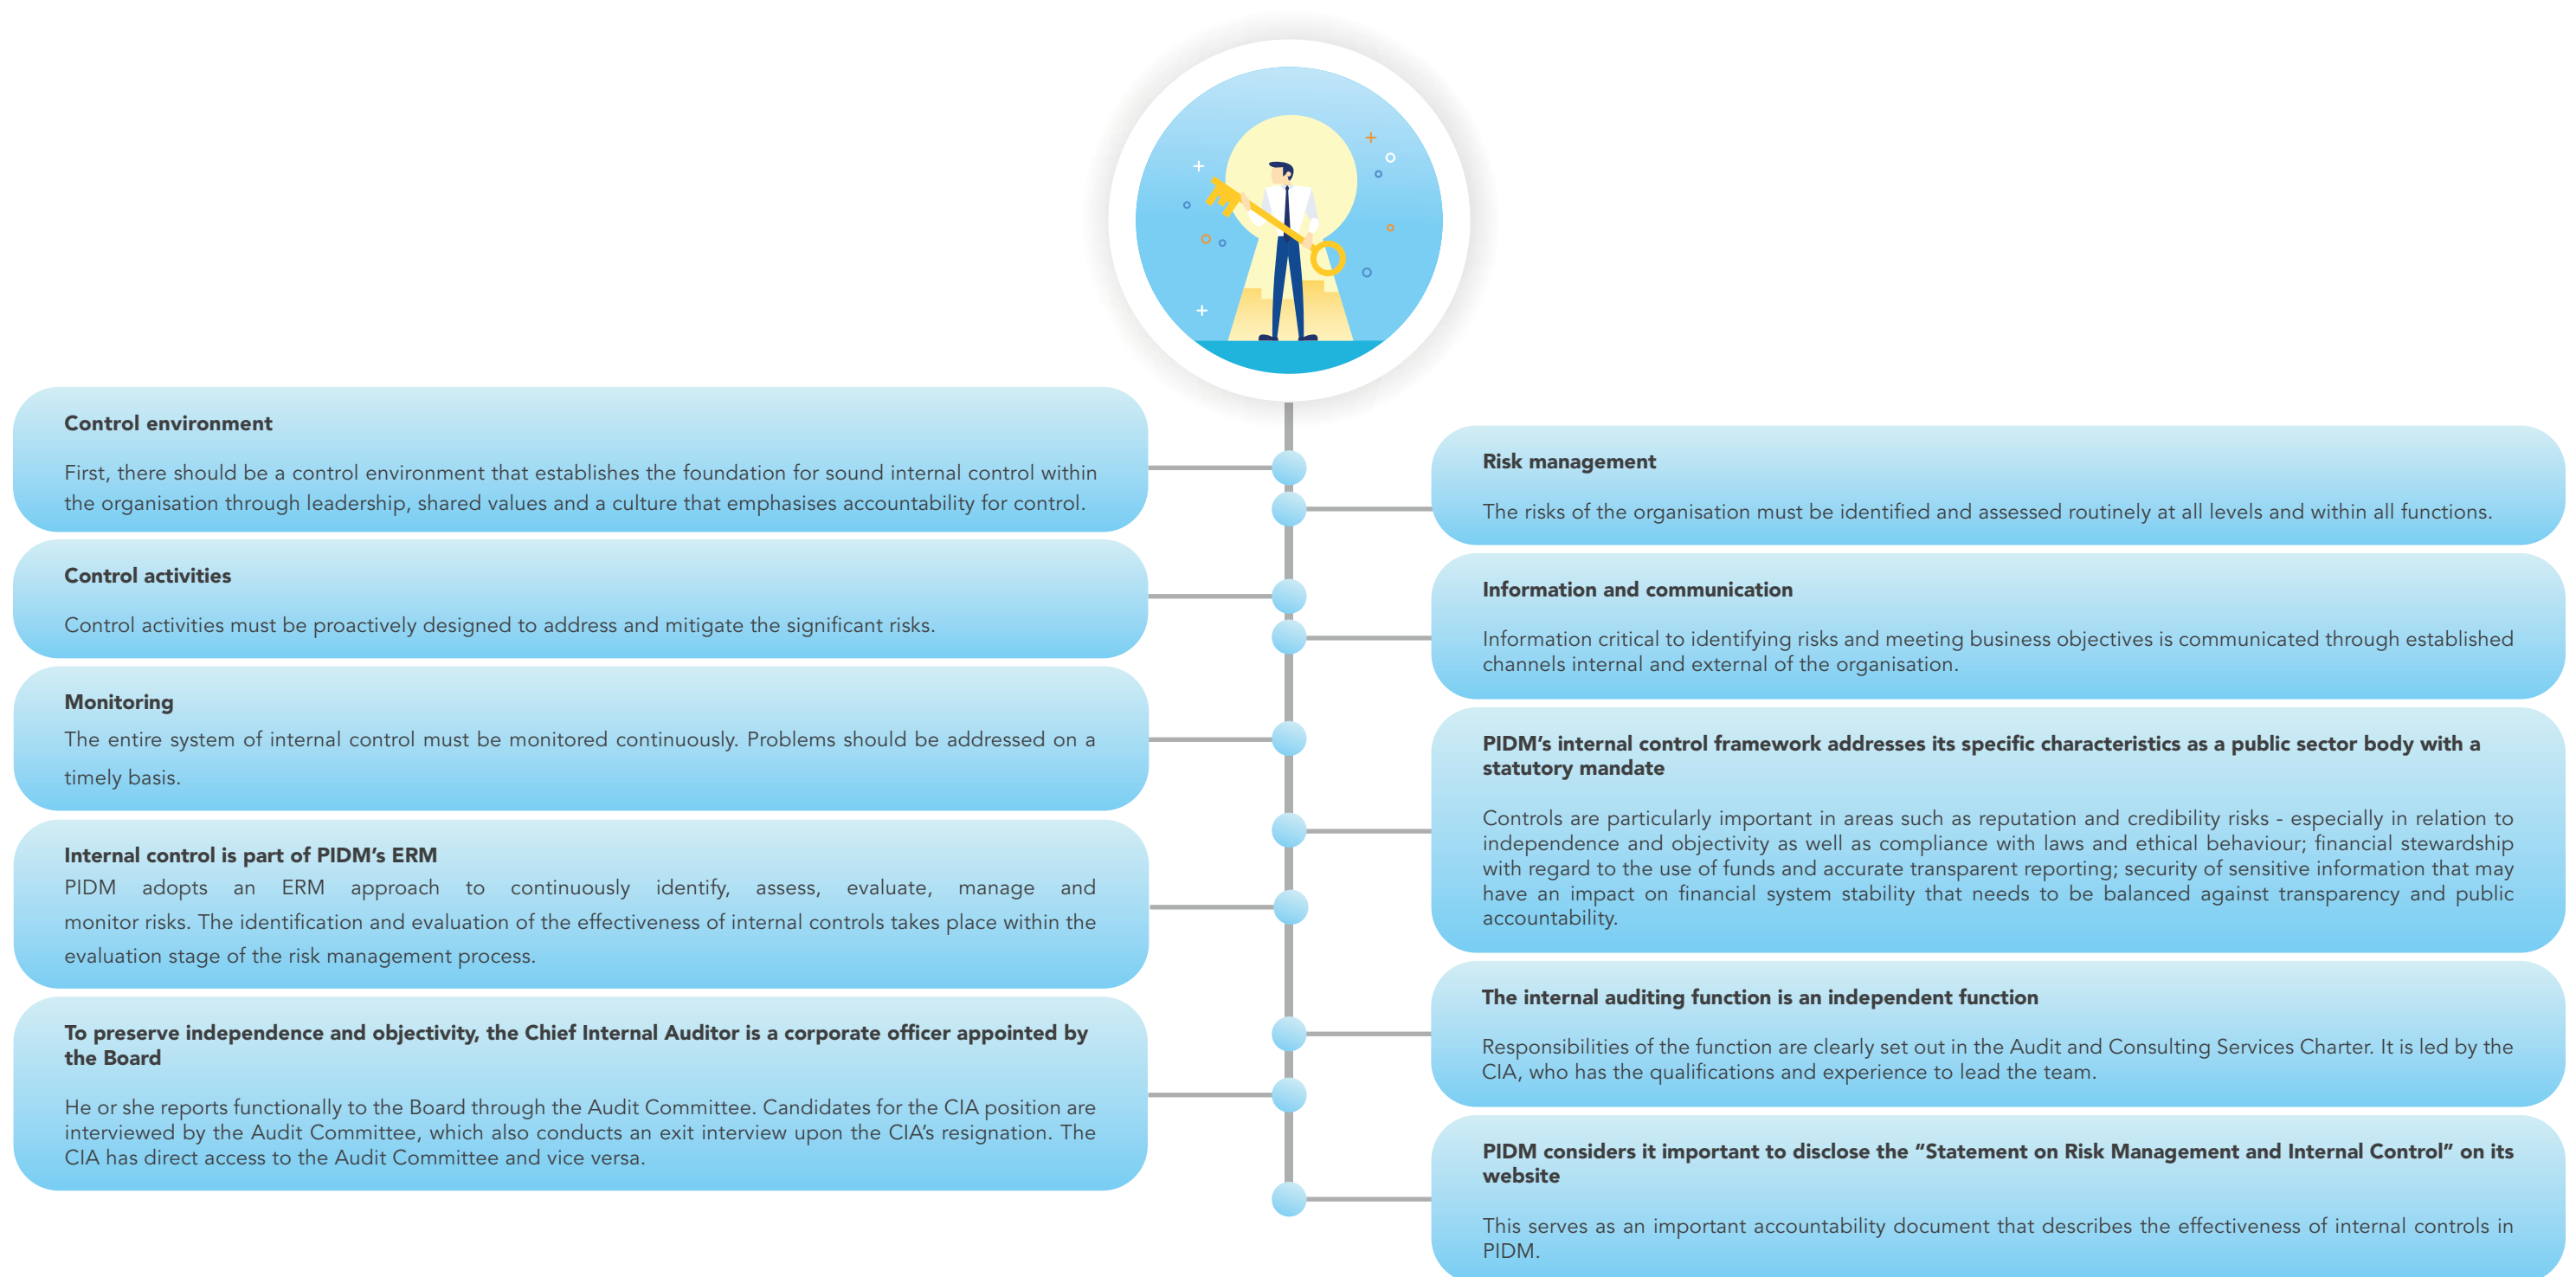 Control environment
First, there should be a control environment that establishes the foundation for sound internal control within
the organisation through leadership, shared values and a culture that emphasises accountability for control.
Risk management
The risks of the organisation must be identified and assessed routinely at all levels and within all functions.
Control activities
Control activities must be proactively designed to address and mitigate the significant risks.
Information and communication
Information critical to identifying risks and meeting business objectives is communicated through established
channels internal and external of the organisation.
Monitoring
The entire system of internal control must be monitored continuously. Problems should be addressed on a
timely basis.
PIDM's internal control framework addresses its specific characteristics as a public sector body with a
statutory mandate
Controls are particularly important in areas such as reputation and credibility risks - especially in relation to
independence and objectivity as well as compliance with laws and ethical behaviour; financial stewardship
with regard to the use of funds and accurate transparent reporting; security of sensitive information that may
have an impact on financial system stability that needs to be balanced against transparency and public
accountability.
Internal control is part of PIDM's ERM
PIDM adopts an ERM approach to continuously identify, assess, evaluate, manage and
monitor risks. The identification and evaluation of the effectiveness of internal controls takes place within the
evaluation stage of the risk management process.
The internal auditing function is an independent function
Responsibilities of the function are clearly set out in the Audit and Consulting Services Charter. It is led by the
CIA, who has the qualifications and experience to lead the team.
To preserve independence and objectivity, the Chief Internal Auditor is a corporate officer appointed by
the Board
He or she reports functionally to the Board through the Audit Committee. Candidates for the CIA position are
interviewed by the Audit Committee, which also conducts an exit interview upon the CIA's resignation. The
CIA has direct access to the Audit Committee and vice versa.
PIDM considers it important to disclose the "Statement on Risk Management and Internal Control" on its
website
This serves as an important accountability document that describes the effectiveness of internal controls in
PIDM.